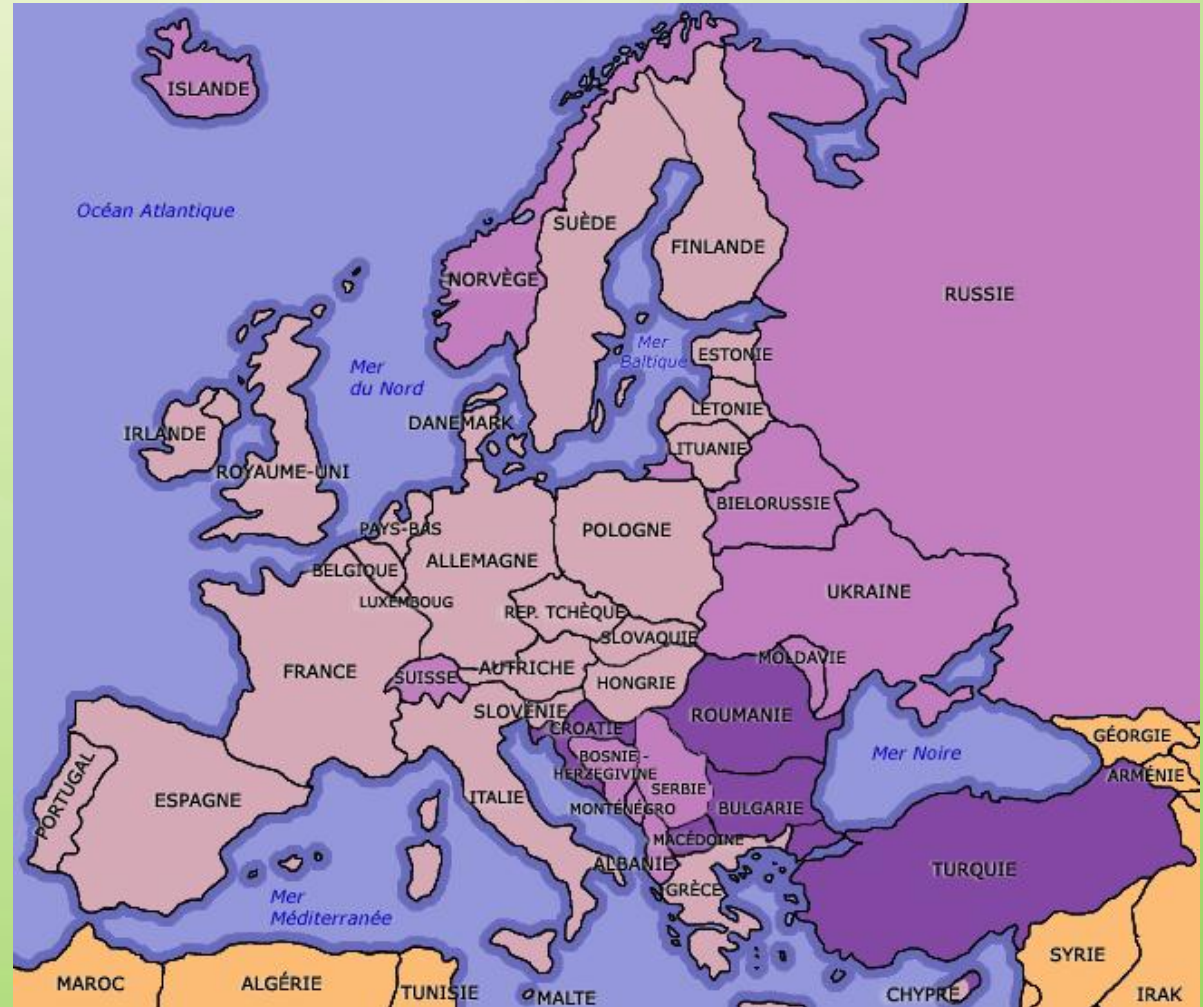 ISLANDE
Océan Atlantique
SUÈDE
FINLANDE
NORVÈGE
RUSSIE
Mer
Baltique
ESTONIE
Mer
du Nord
LETONIE
DANEMARK
IRLANDE
LITUANIE
ROYAUME-UNI
BIELORUSSIE
PAYS-BAS
POLOGNE
ALLEMAGNE
BELGIQUE
UKRAINE
LUXEMBOUG
REP. TCHÈQUE
SLOVAQUIE
MOLDAVIE
FRANCE
SUISSE
AUTRICHE
HONGRIE
SLOVÉNIE
ROUMANIE
CROATIE
GÉORGIE
Mer Noire
BOSNIE -
HERZEGIVINE
ARMÉNIE
SERBIE
PORTUGAL
ESPAGNE
ITALIE
MONTÉNÉGRO
BULGARIE
MACÉDOINE
ALBANIE
TURQUIE
GRÈCE
Mer
Méditerranée
SYRIE
MAROC
ALGÉRIE
TUNISIE
MALTE
CHYPRE
IRAK